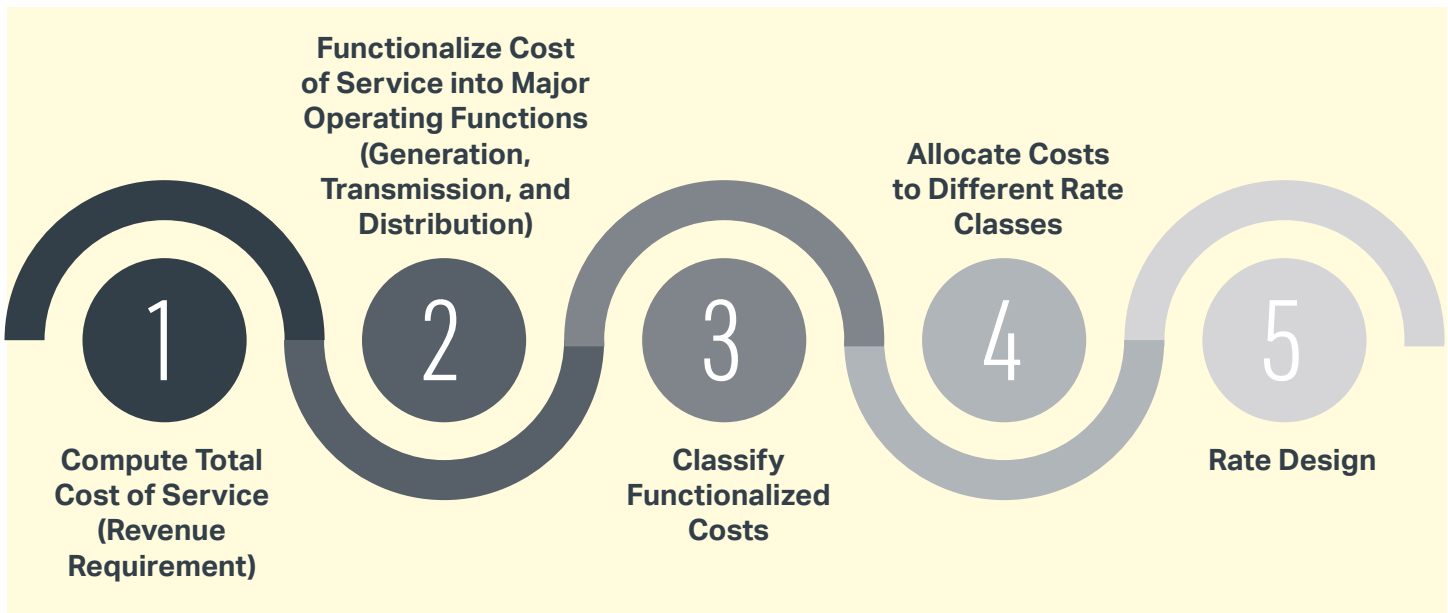 1
Compute Total
Cost of Service
(Revenue
Requirement)
Functionalize Cost
of Service into Major
Operating Functions
(Generation,
Transmission, and
Distribution)
2
3
Classify
Functionalized
Costs
Allocate Costs
to Different Rate
Classes
4
5
Rate Design